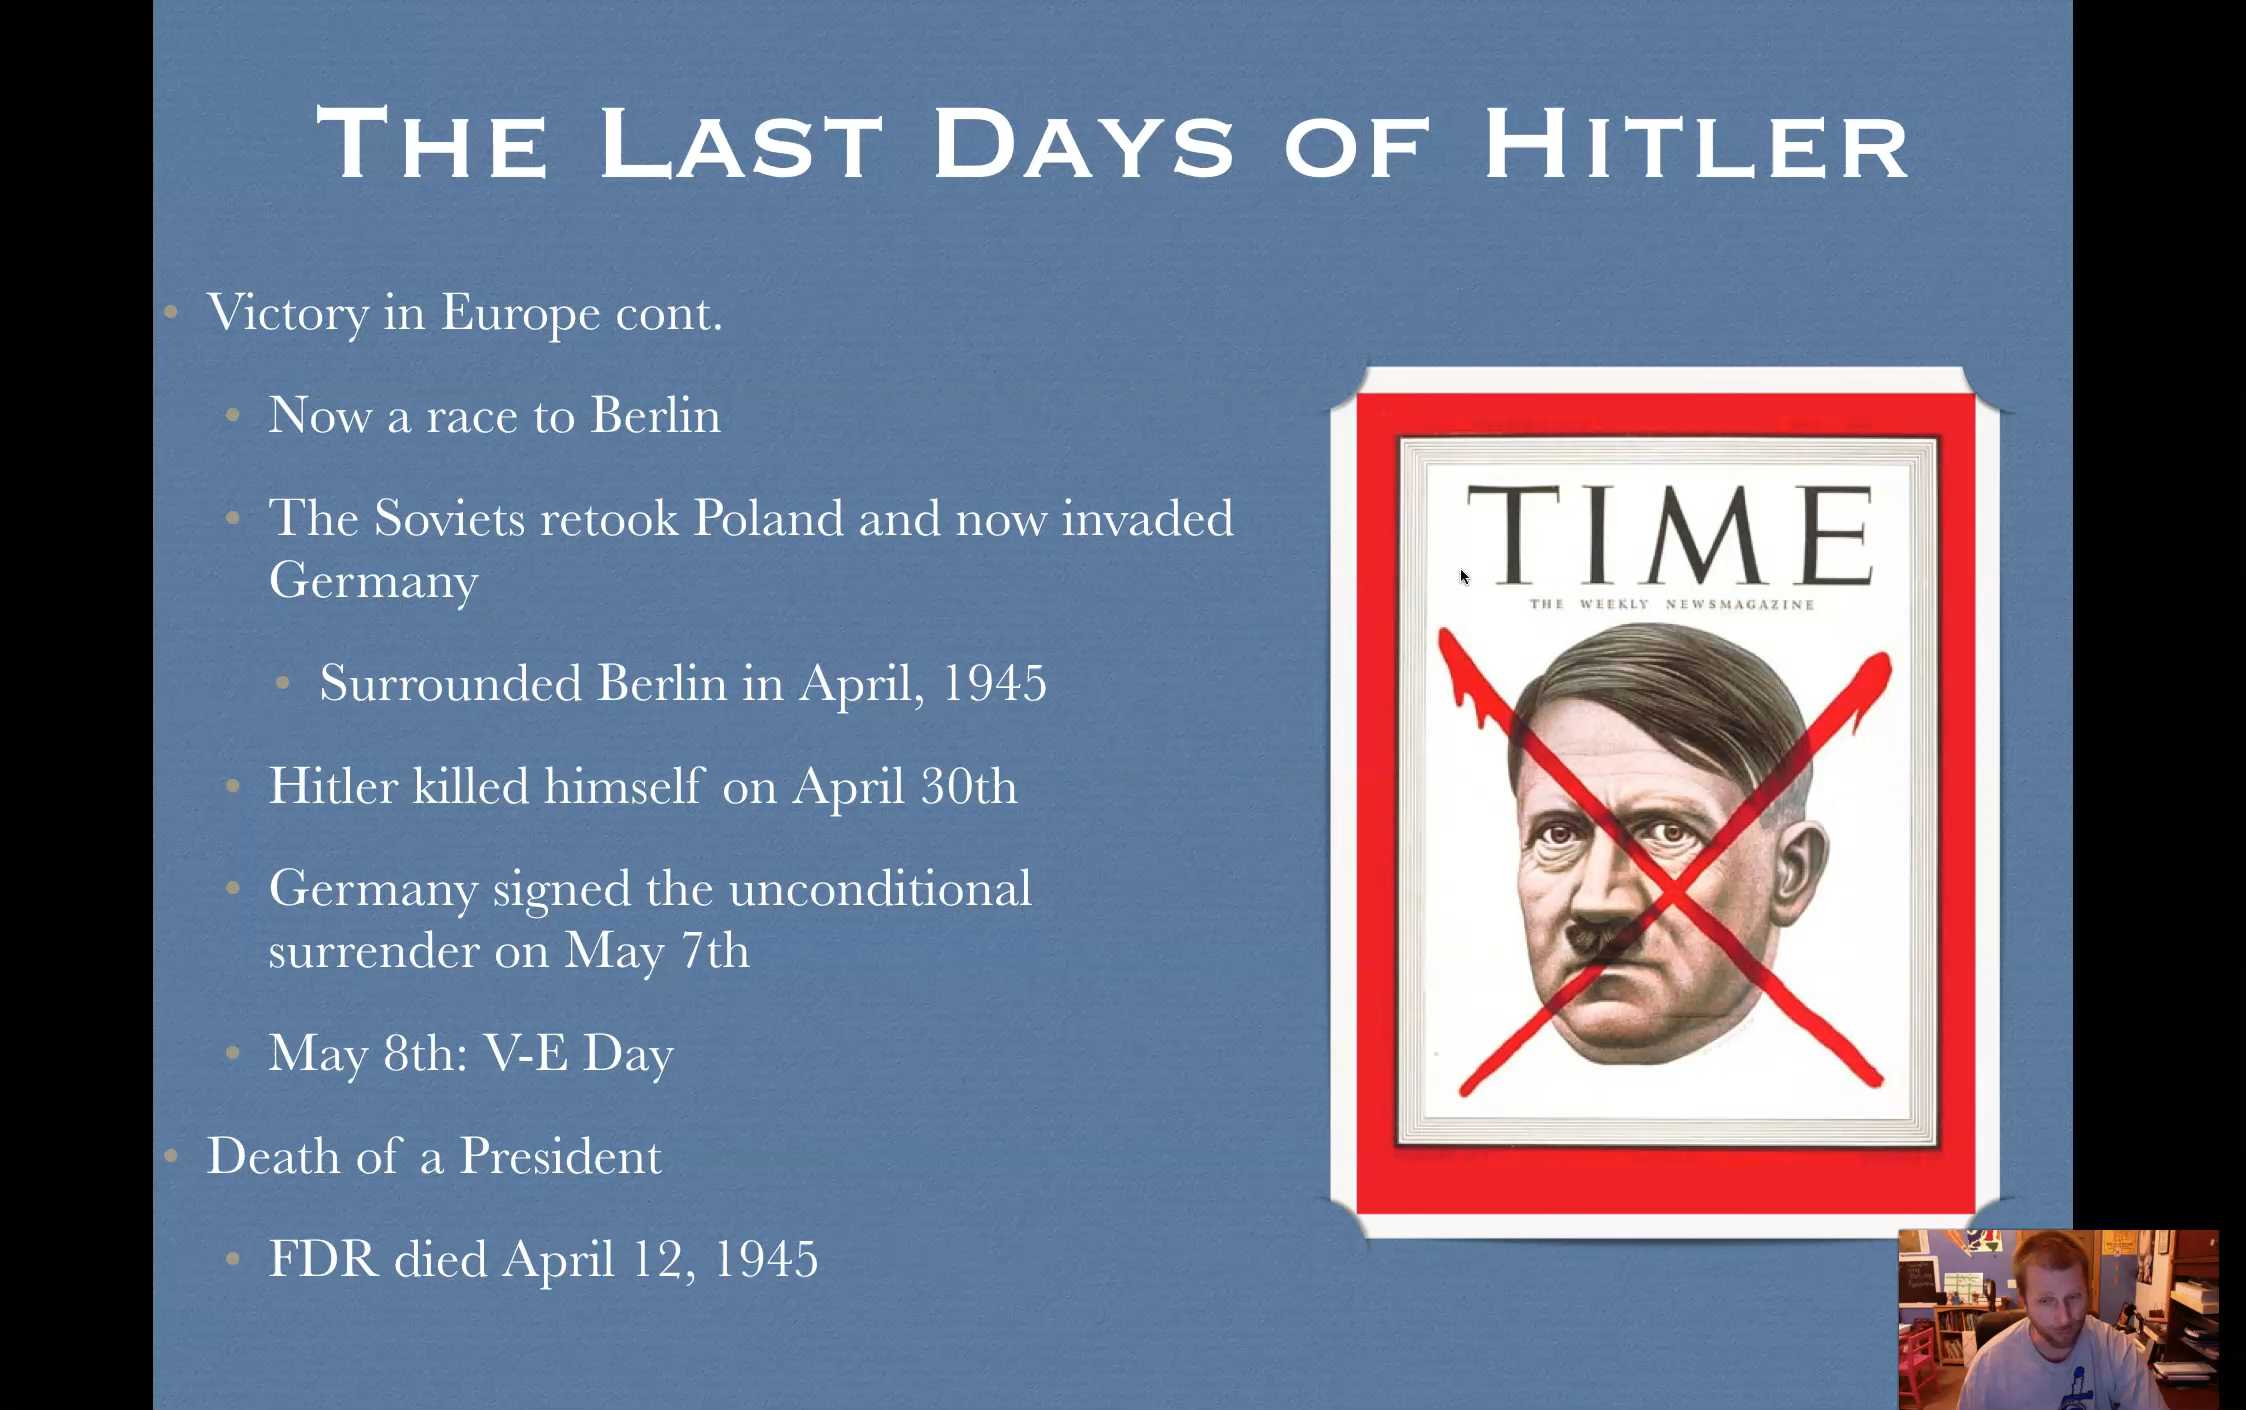 The Last Days of Hitler
Victory in Europe cont.
Now a race to Berlin
The Soviets retook Poland and now invaded
Germany
Surrounded Berlin in April, 1945
Hitler killed himself on April 30th
Germany signed the unconditional
surrender on May 7th
May 8th: V-E Day
Death of a President
FDR died April 12, 1945
TIME
THE WEEKLY NEWSMAGAZINE